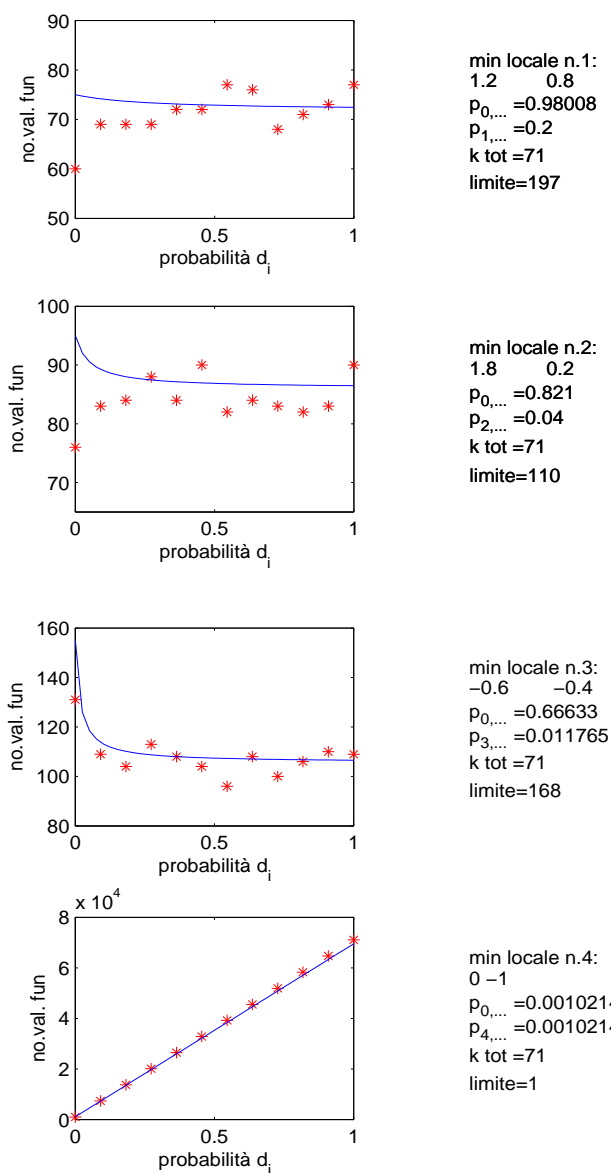 90
80
70
60
50
0 0.5 1
no.val. fun
probabilità d_i
min locale n.1:
1.2 0.8
p_0,... =0.98008
p_1,... =0.2
k tot =71
limite=197
100
90
80
70
0 0.5 1
no.val. fun
probabilità d_i
min locale n.2:
1.8 0.2
p_0,... =0.821
p_2,... =0.04
k tot =71
limite=110
160
140
120
100
80
0 0.5 1
no.val. fun
probabilità d_i
min locale n.3:
−0.6 −0.4
p_0,... =0.66633
p_3,... =0.011765
k tot =71
limite=168
x 10^4
8
6
4
2
0
0 0.5 1
no.val. fun
probabilità d_i
min locale n.4:
0 −1
p_0,... =0.0010214
p_4,... =0.0010214
k tot =71
limite=1